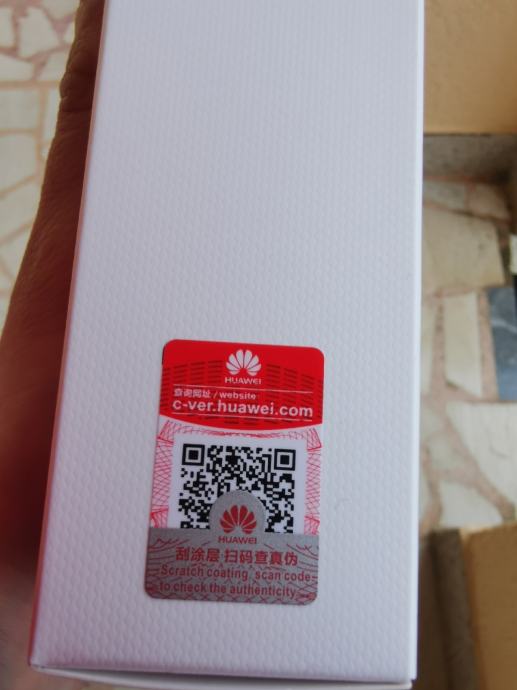 HUAWEI
查询网址/website
c-ver.huawei.com
HUAWEI
刮涂层 扫码查真伪
Scratch coating, scan code
to check the authenticity